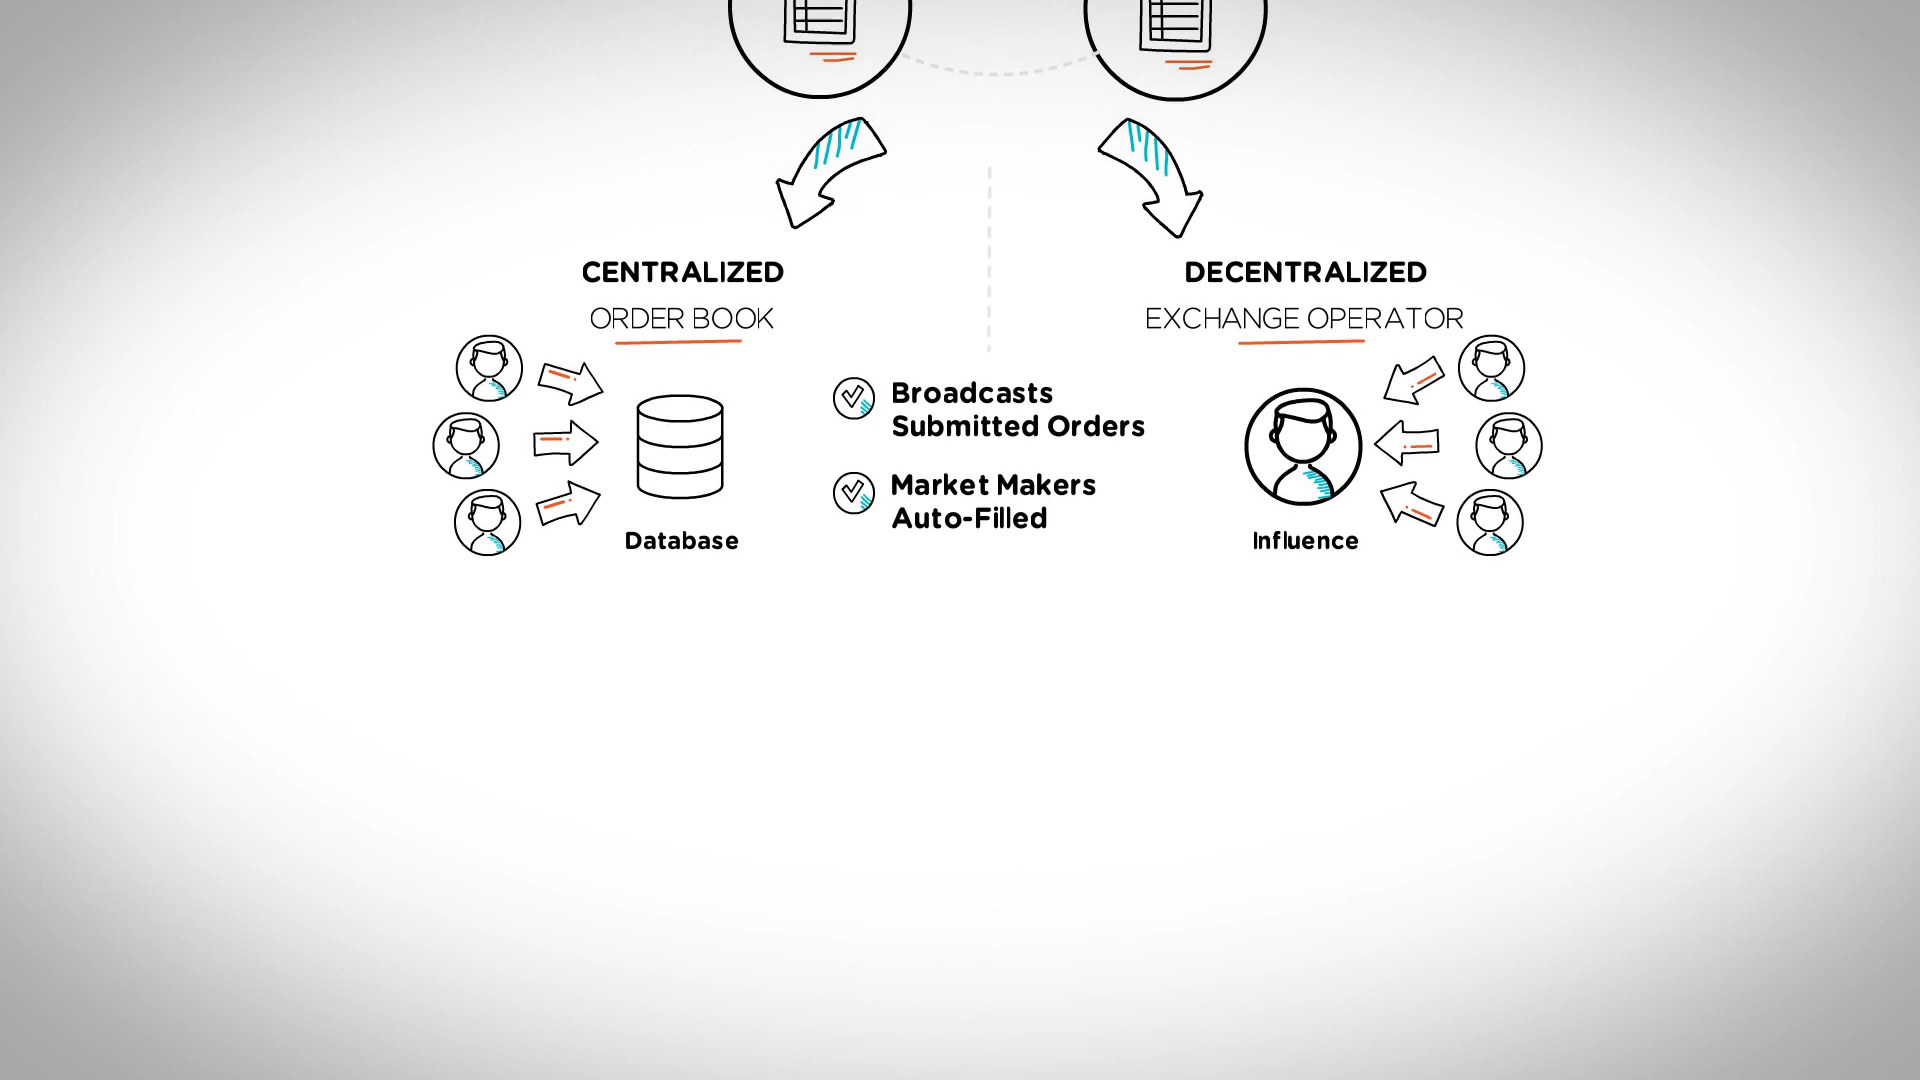 CENTRALIZED
ORDER BOOK
Database
Broadcasts
Submitted Orders
Market Makers
Auto-Filled
DECENTRALIZED
EXCHANGE OPERATOR
Influence